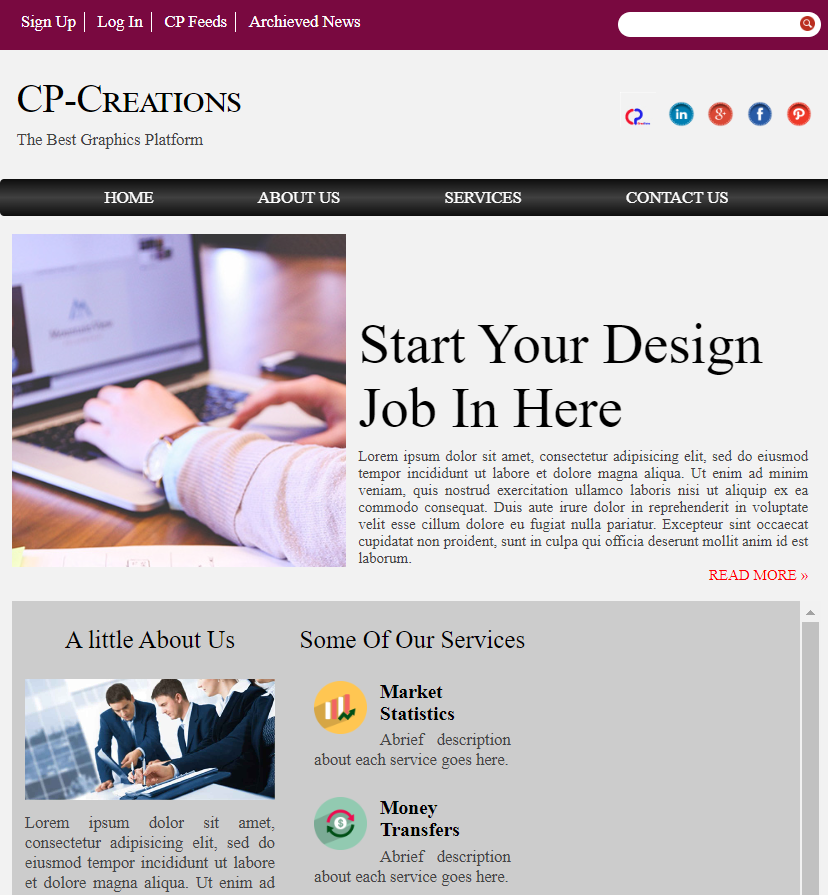 Sign Up Log In CP Feeds Archieved News
CP-Creations
The Best Graphics Platform
HOME ABOUT US SERVICES CONTACT US
Start Your Design
Job In Here
Lorem ipsum dolor sit amet, consectetur adipisicing elit, sed do eiusmod
tempor incididunt ut labore et dolore magna aliqua. Ut enim ad minim
veniam, quis nostrud exercitation ullamco laboris nisi ut aliquip ex ea
commodo consequat. Duis aute irure dolor in reprehenderit in voluptate
velit esse cillum dolore eu fugiat nulla pariatur. Excepteur sint occaecat
cupidatat non proident, sunt in culpa qui officia deserunt mollit anim id est
laborum.
READ MORE »
A little About Us
Lorem ipsum dolor sit amet,
consectetur adipisicing elit, sed do
eiusmod tempor incididunt ut labore
et dolore magna aliqua. Ut enim ad
Some Of Our Services
Market
Statistics
Abrief description
about each service goes here.
Money
Transfers
Abrief description
about each service goes here.